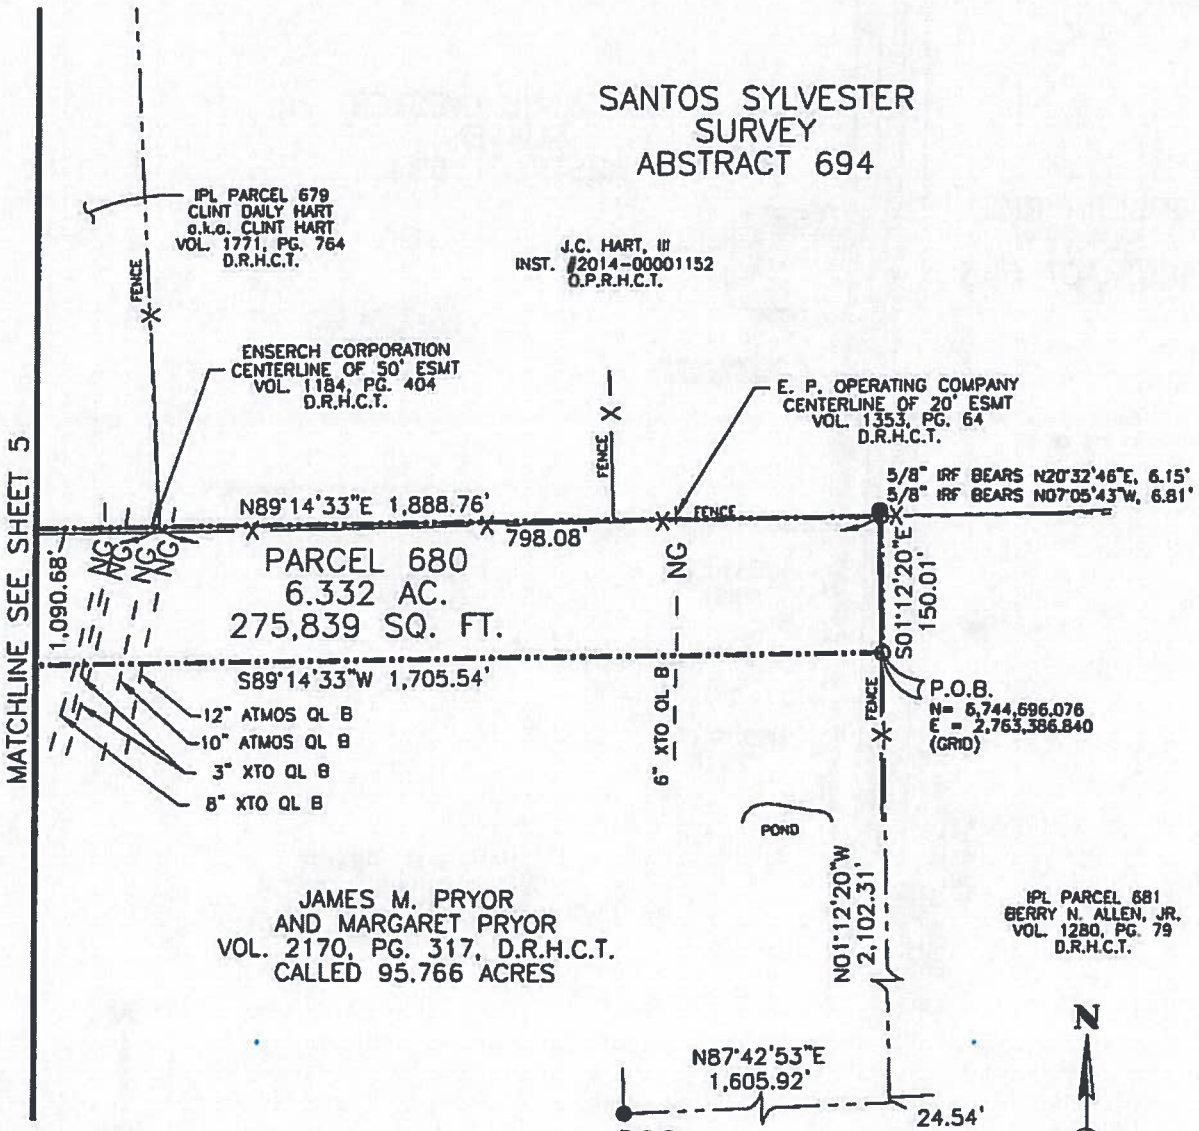 SANTOS SYLVESTER
SURVEY
ABSTRACT 694
IPL PARCEL 679
CLINT DAILY HART
a.k.a. CLINT HART
VOL. 1771, PG. 764
D.R.H.C.T.
J.C. HART, III
INST. #2014-00001152
O.P.R.H.C.T.
FENCE
ENSERCH CORPORATION
CENTERLINE OF 50' ESMT
VOL 1184, PG. 404
D.R.H.C.T.
E. P. OPERATING COMPANY
CENTERLINE OF 20' ESMT
VOL. 1353, PG. 64
D.R.H.C.T.
FENCE
MATCHLINE SEE SHEET 5
5/8" IRF BEARS N20°32'46"E, 6.15'
5/8" IRF BEARS N07°05'43"W, 6.81'
N89°14'33"E 1,888.76'
FENCE
798.08'
1,090.68'
NG
NG
NG
NG
NG
PARCEL 680
6.332 AC.
275,839 SQ. FT.
S01°12'20"E
150.01'
S89°14'33"W 1,705.54'
12" ATMOS QL B
10" ATMOS QL B
3" XTO QL B
8" XTO QL B
6" XTO QL B
FENCE
P.O.B.
N= 6,744,696.076
E = 2,763,386.840
(GRID)
POND
N01°12'20"W
2,102.31'
JAMES M. PRYOR
AND MARGARET PRYOR
VOL. 2170, PG. 317, D.R.H.C.T.
CALLED 95.766 ACRES
IPL PARCEL 681
BERRY N. ALLEN, JR.
VOL. 1280, PG. 79
D.R.H.C.T.
N
N87°42'53"E
1,605.92'
24.54'